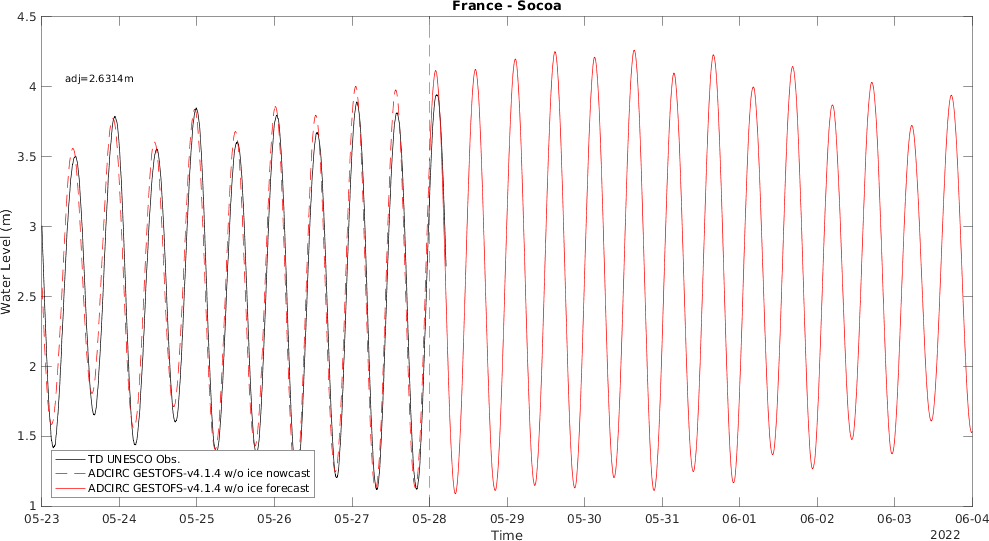 France - Socoa
4.5
4
3.5
3
2.5
2
1.5
1
Water Level (m)
adj=2.6314m
TD UNESCO Obs.
ADCIRC GESTOFS-v4.1.4 w/o ice nowcast
ADCIRC GESTOFS-v4.1.4 w/o ice forecast
05-23 05-24 05-25 05-26 05-27 05-28 05-29 05-30 05-31 06-01 06-02 06-03 06-04
Time
2022